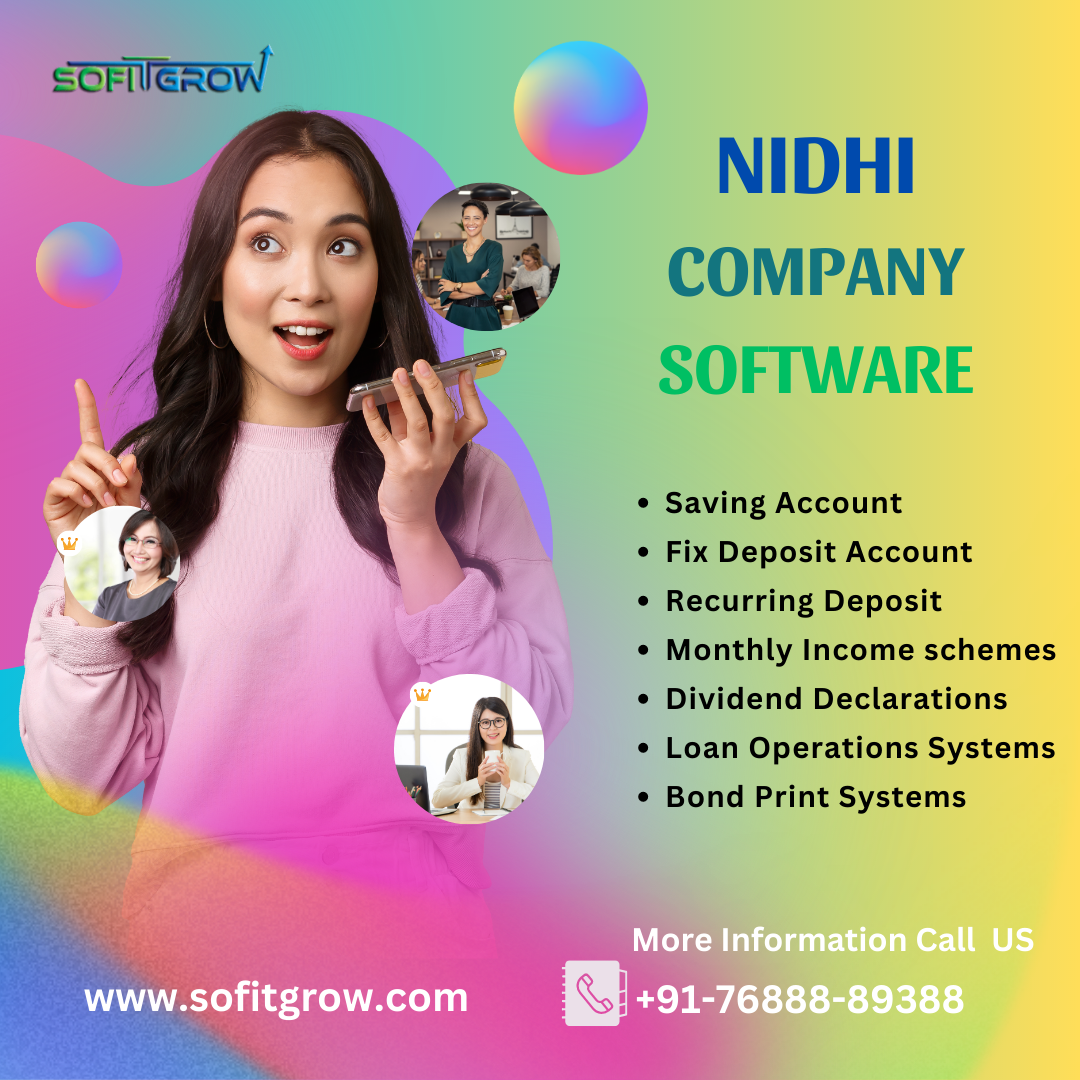 SOFITGROW
NIDHI
COMPANY
SOFTWARE
• Saving Account
• Fix Deposit Account
• Recurring Deposit
• Monthly Income schemes
• Dividend Declarations
• Loan Operations Systems
• Bond Print Systems
More Information Call US
+91-76888-89388
www.sofitgrow.com